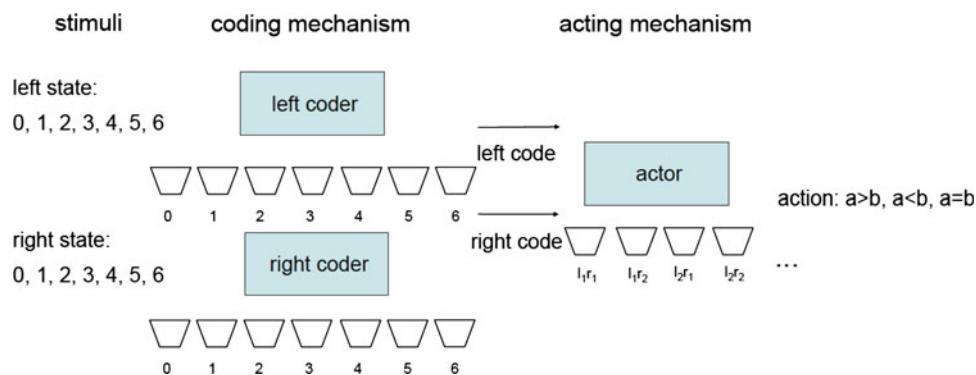 stimuli
coding mechanism
acting mechanism
left state:
0, 1, 2, 3, 4, 5, 6
left coder
0 1 2 3 4 5 6
left code
right state:
0, 1, 2, 3, 4, 5, 6
right coder
0 1 2 3 4 5 6
right code
actor
l₁r₁ l₁r₂ l₂r₁ l₂r₂ ...
action: a>b, a<b, a=b